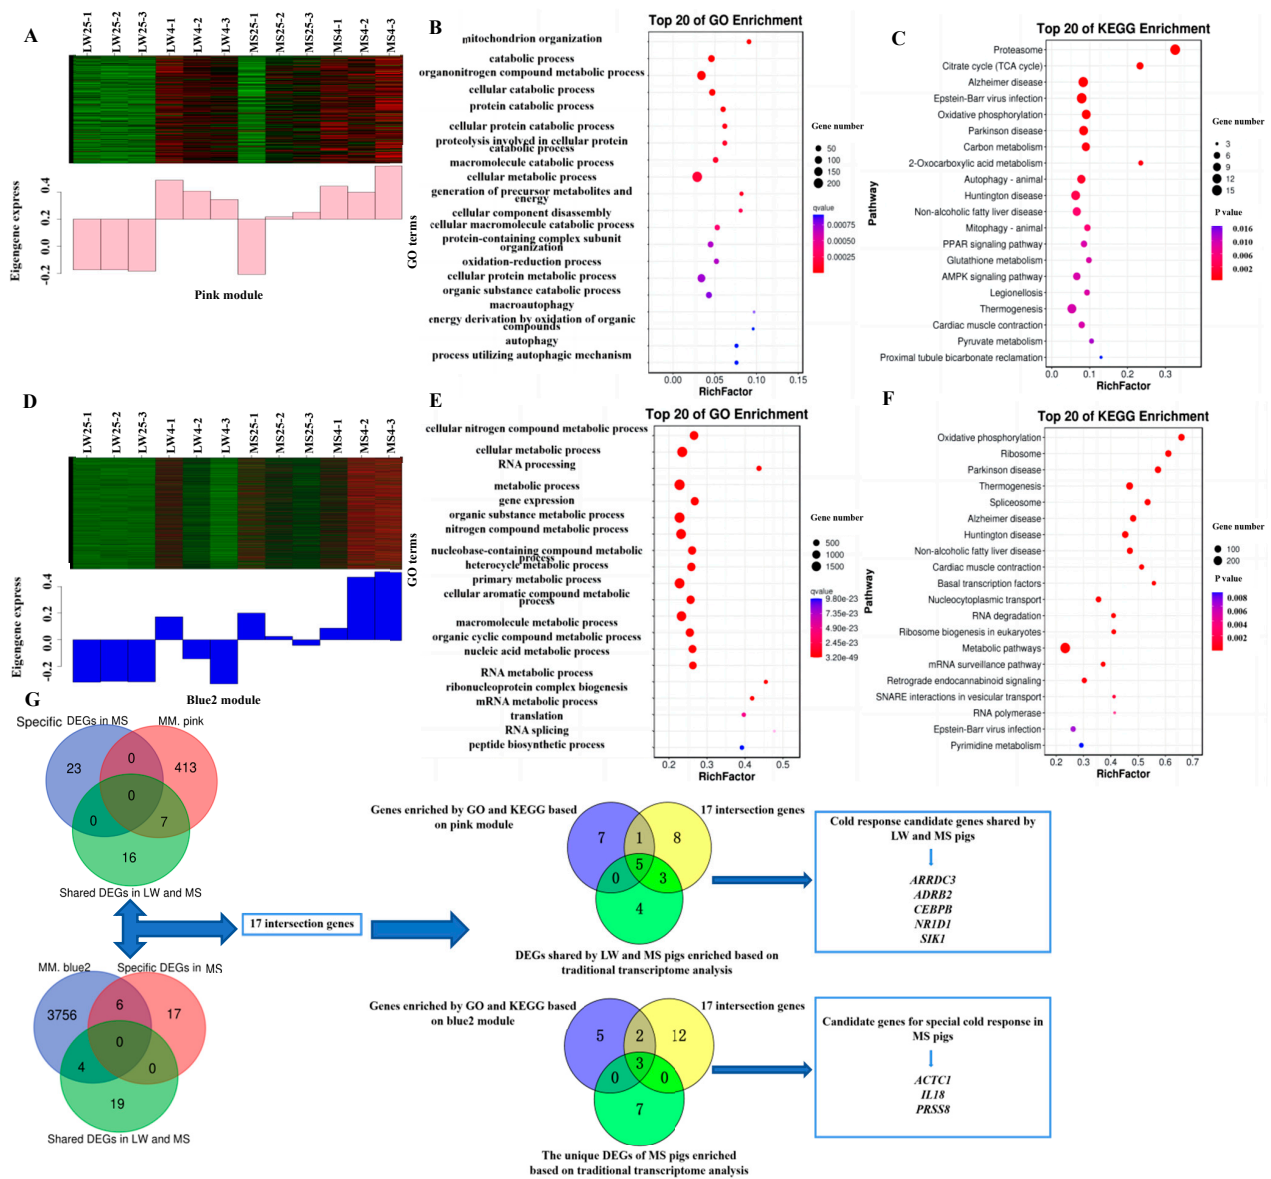 A
LW25-1
LW25-2
LW25-3
LW4-1
LW4-2
LW4-3
MS25-1
MS25-2
MS25-3
MS4-1
MS4-2
MS4-3
Eigengene express
0.4
0.2
0.0
-0.2
Pink module
B
Top 20 of GO Enrichment
GO terms
mitochondrion organization
catabolic process
organonitrogen compound metabolic process
cellular catabolic process
protein catabolic process
cellular protein catabolic process
proteolysis involved in cellular protein
catabolic process
macromolecule catabolic process
cellular metabolic process
generation of precursor metabolites and
energy
cellular component disassembly
cellular macromolecule catabolic process
protein-containing complex subunit
organization
oxidation-reduction process
cellular protein metabolic process
organic substance catabolic process
macroautophagy
energy derivation by oxidation of organic
compounds
autophagy
process utilizing autophagic mechanism
0.00 0.05 0.10 0.15
RichFactor
Gene number
50
100
150
200
qvalue
0.00075
0.00050
0.00025
C
Top 20 of KEGG Enrichment
Pathway
Proteasome
Citrate cycle (TCA cycle)
Alzheimer disease
Epstein-Barr virus infection
Oxidative phosphorylation
Parkinson disease
Carbon metabolism
2-Oxocarboxylic acid metabolism
Autophagy - animal
Huntington disease
Non-alcoholic fatty liver disease
Mitophagy - animal
PPAR signaling pathway
Glutathione metabolism
AMPK signaling pathway
Legionellosis
Thermogenesis
Cardiac muscle contraction
Pyruvate metabolism
Proximal tubule bicarbonate reclamation
0.0 0.1 0.2 0.3
RichFactor
Gene number
3
6
9
12
15
P value
0.016
0.010
0.006
0.002
D
LW25-1
LW25-2
LW25-3
LW4-1
LW4-2
LW4-3
MS25-1
MS25-2
MS25-3
MS4-1
MS4-2
MS4-3
Eigengene express
0.4
0.2
0.0
-0.2
Blue2 module
E
Top 20 of GO Enrichment
GO terms
cellular nitrogen compound metabolic process
cellular metabolic process
RNA processing
metabolic process
gene expression
organic substance metabolic process
nitrogen compound metabolic process
nucleobase-containing compound metabolic
process
heterocycle metabolic process
primary metabolic process
cellular aromatic compound metabolic
process
macromolecule metabolic process
organic cyclic compound metabolic process
nucleic acid metabolic process
RNA metabolic process
ribonucleoprotein complex biogenesis
mRNA metabolic process
translation
RNA splicing
peptide biosynthetic process
0.2 0.3 0.4 0.5
RichFactor
Gene number
500
1000
1500
qvalue
9.80e-23
7.35e-23
4.90e-23
2.45e-23
3.20e-49
F
Top 20 of KEGG Enrichment
Pathway
Oxidative phosphorylation
Ribosome
Parkinson disease
Thermogenesis
Spliceosome
Alzheimer disease
Huntington disease
Non-alcoholic fatty liver disease
Cardiac muscle contraction
Basal transcription factors
Nucleocytoplasmic transport
RNA degradation
Ribosome biogenesis in eukaryotes
Metabolic pathways
mRNA surveillance pathway
Retrograde endocannabinoid signaling
SNARE interactions in vesicular transport
RNA polymerase
Epstein-Barr virus infection
Pyrimidine metabolism
0.2 0.3 0.4 0.5 0.6 0.7
RichFactor
Gene number
100
200
P value
0.008
0.006
0.004
0.002
G
Specific DEGs in MS
MM. pink
23
0
413
0
0
7
16
Shared DEGs in LW and MS
17 intersection genes
MM. blue2
Specific DEGs in MS
3756
6
17
0
4
0
19
Shared DEGs in LW and MS
Genes enriched by GO and KEGG based
on pink module
17 intersection genes
7
1
8
5
0
3
4
DEGs shared by LW and MS pigs enriched based on
traditional transcriptome analysis
Cold response candidate genes shared by
LW and MS pigs
ARRDC3
ADRB2
CEBPB
NR1D1
SIK1
Genes enriched by GO and KEGG based
on blue2 module
17 intersection genes
5
2
12
3
0
0
7
The unique DEGs of MS pigs enriched
based on traditional transcriptome analysis
Candidate genes for special cold response in
MS pigs
ACTC1
IL18
PRSS8